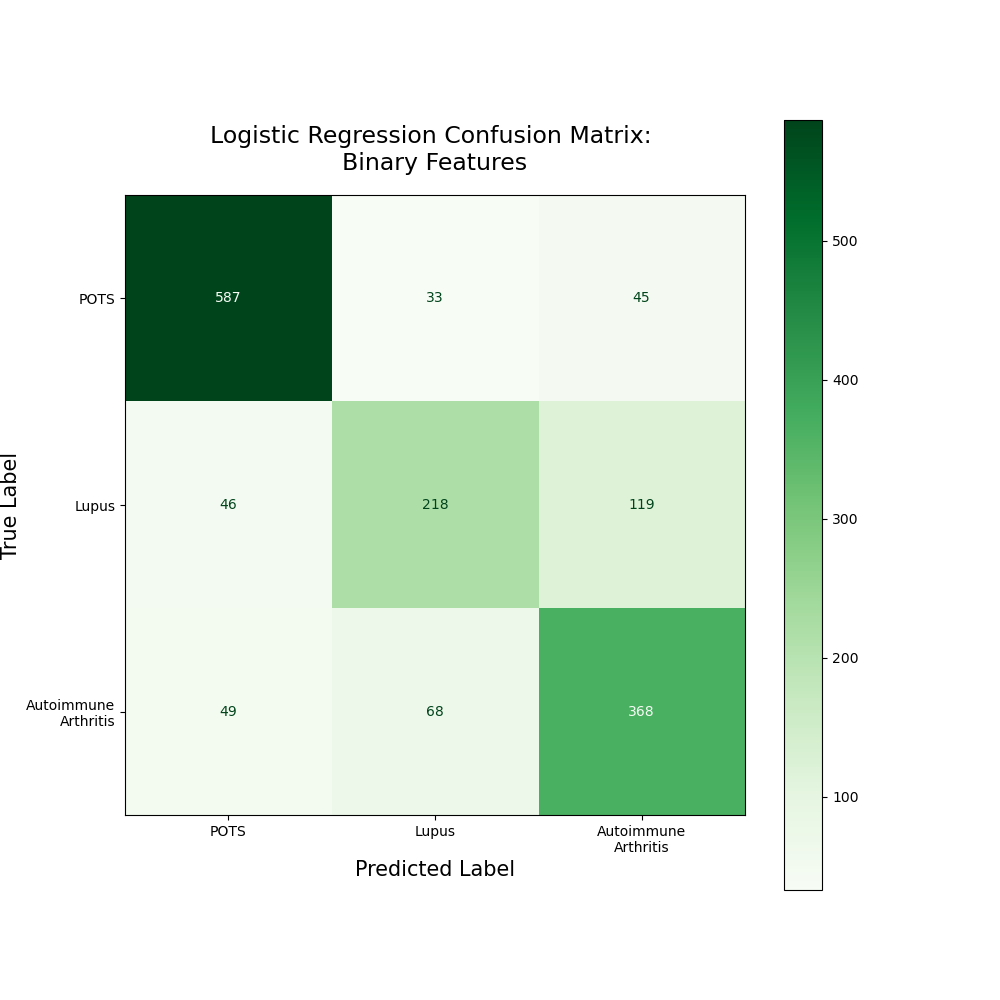 Logistic Regression Confusion Matrix:
Binary Features
POTS
587
33
45
Lupus
46
218
119
Autoimmune
Arthritis
49
68
368
True Label
POTS
Lupus
Autoimmune
Arthritis
Predicted Label
500
400
300
200
100